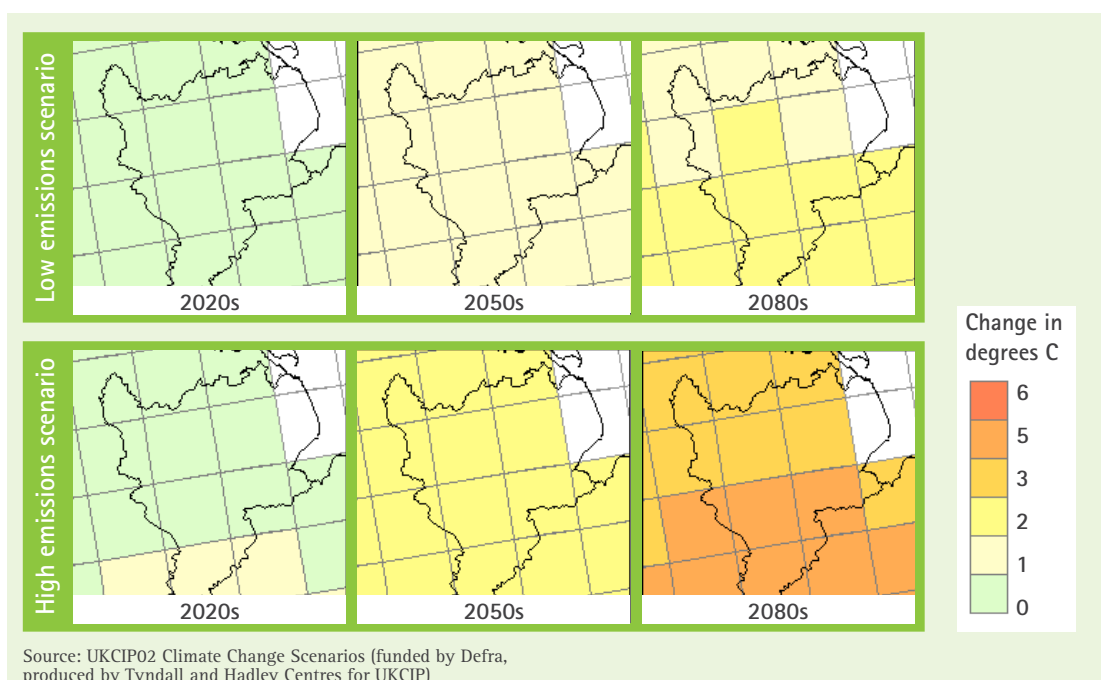 Low emissions scenario
2020s
2050s
2080s
High emissions scenario
2020s
2050s
2080s
Change in
degrees C
6
5
3
2
1
0
Source: UKCIP02 Climate Change Scenarios (funded by Defra,
produced by Tyndall and Hadley Centres for UKCIP)